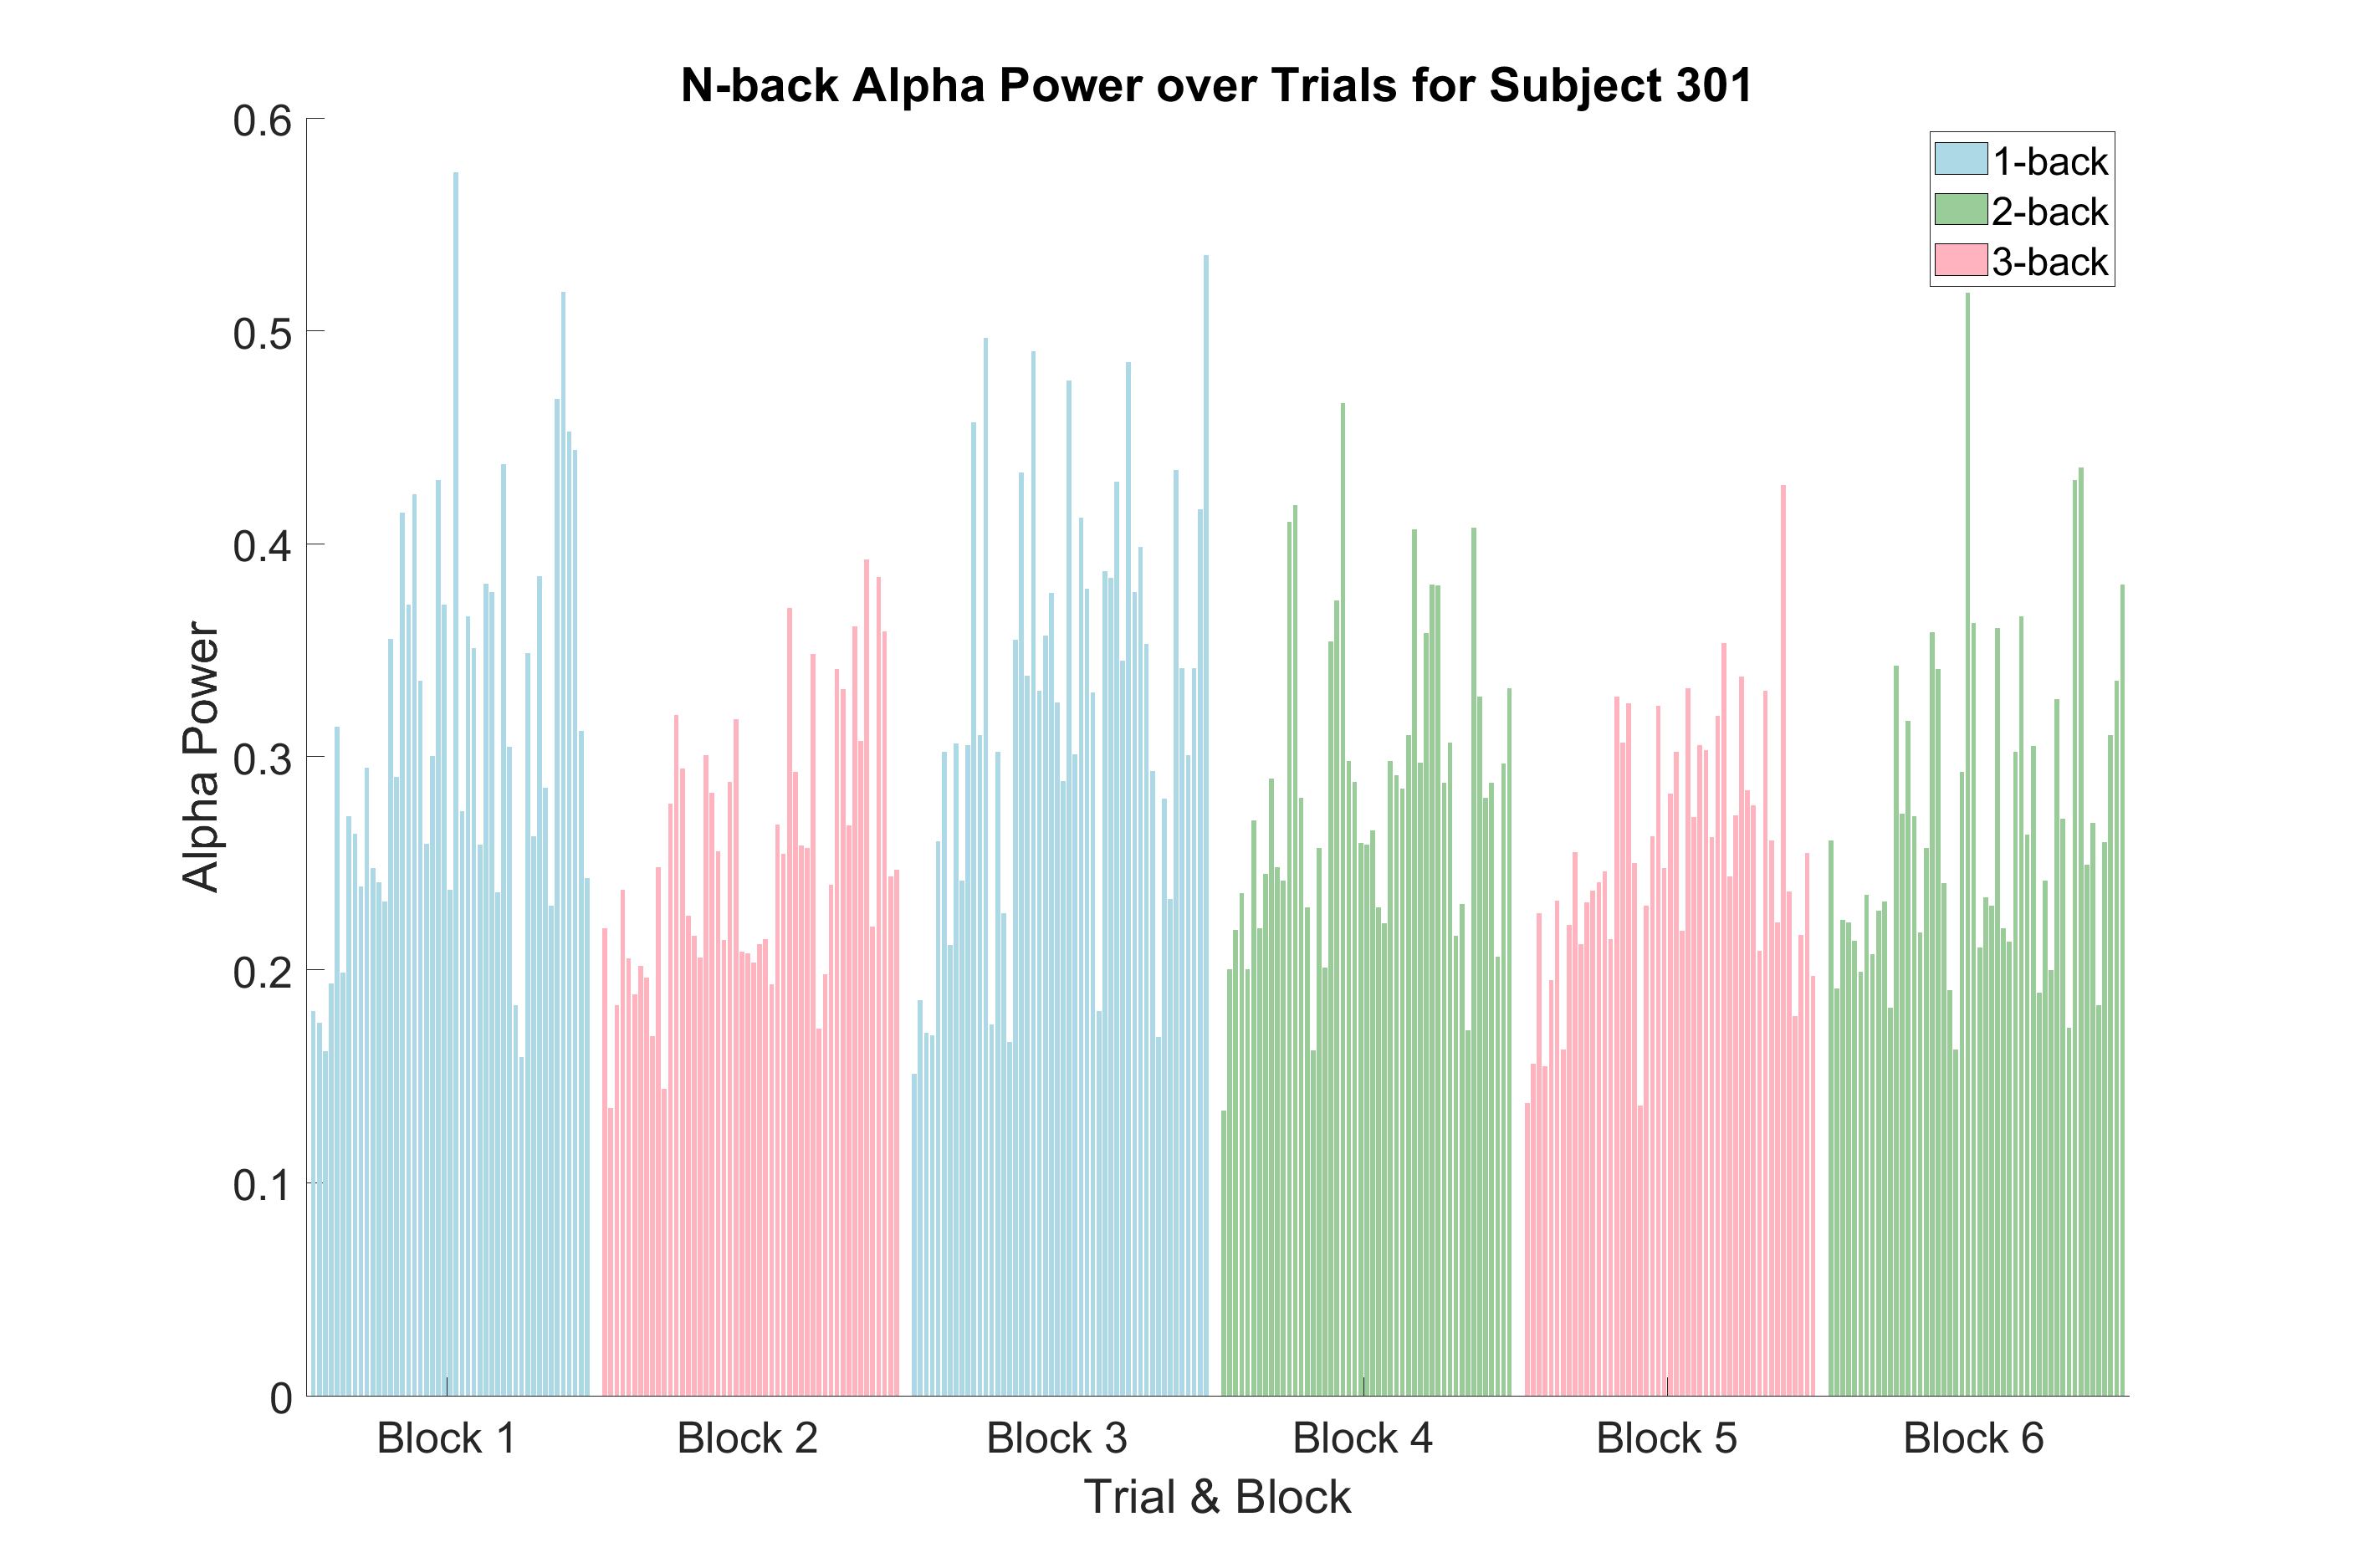 N-back Alpha Power over Trials for Subject 301
0.6
0.5
0.4
0.3
0.2
0.1
0
Alpha Power
1-back
2-back
3-back
Block 1
Block 2
Block 3
Block 4
Block 5
Block 6
Trial & Block